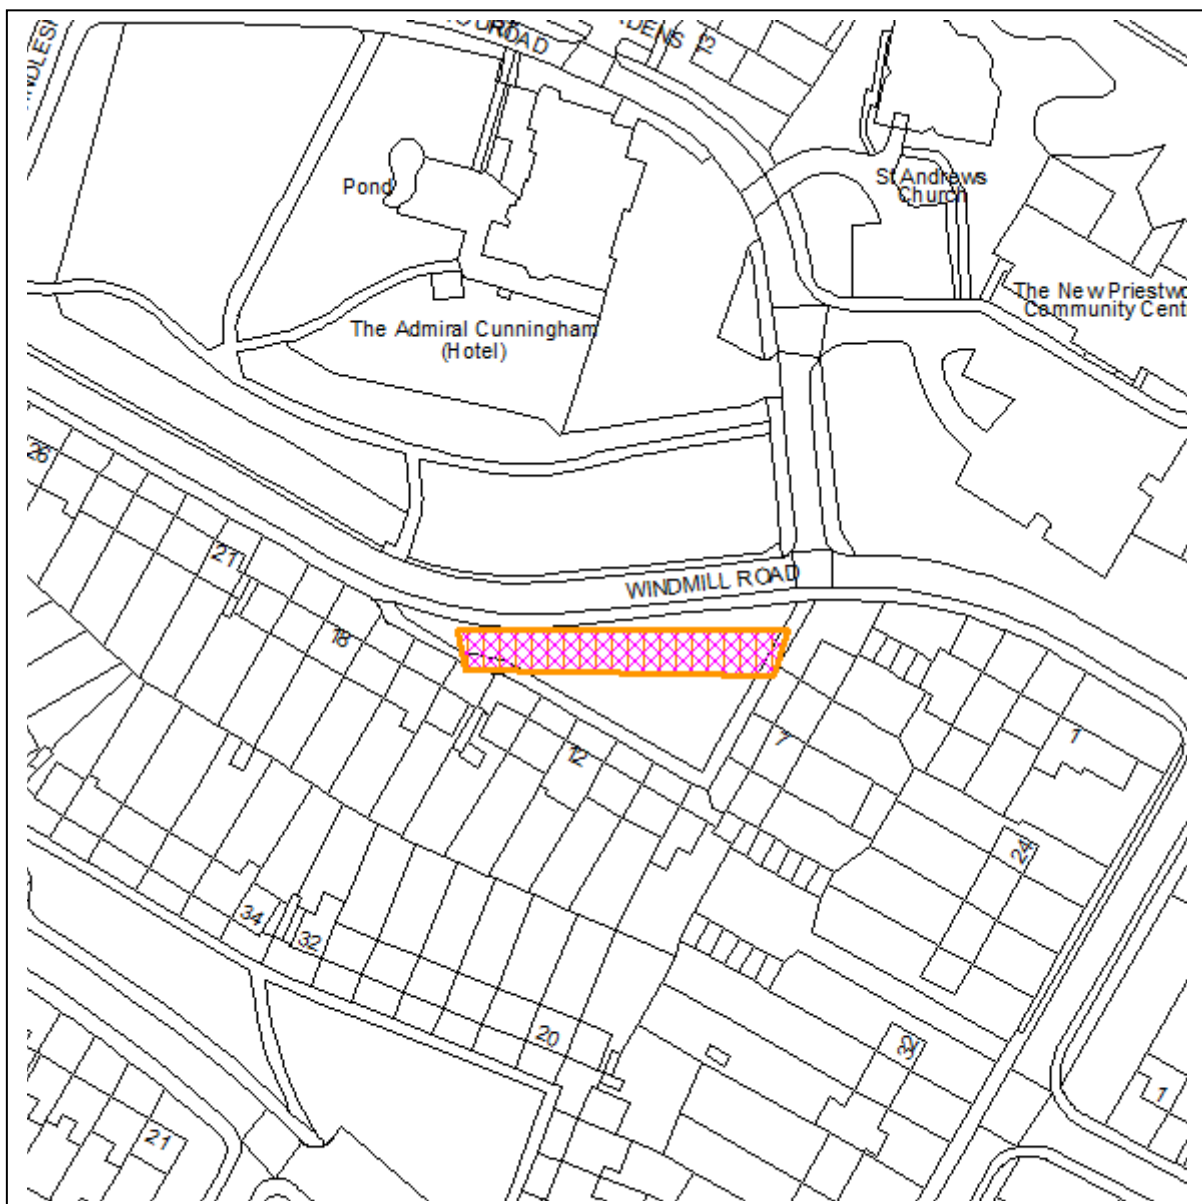 ROAD
Pond
St Andrews
Church
The New Priestwo
Community Cent
The Admiral Cunningham
(Hotel)
26
21
WINDMILL ROAD
18
12
7
1
24
34
32
20
32
21
1